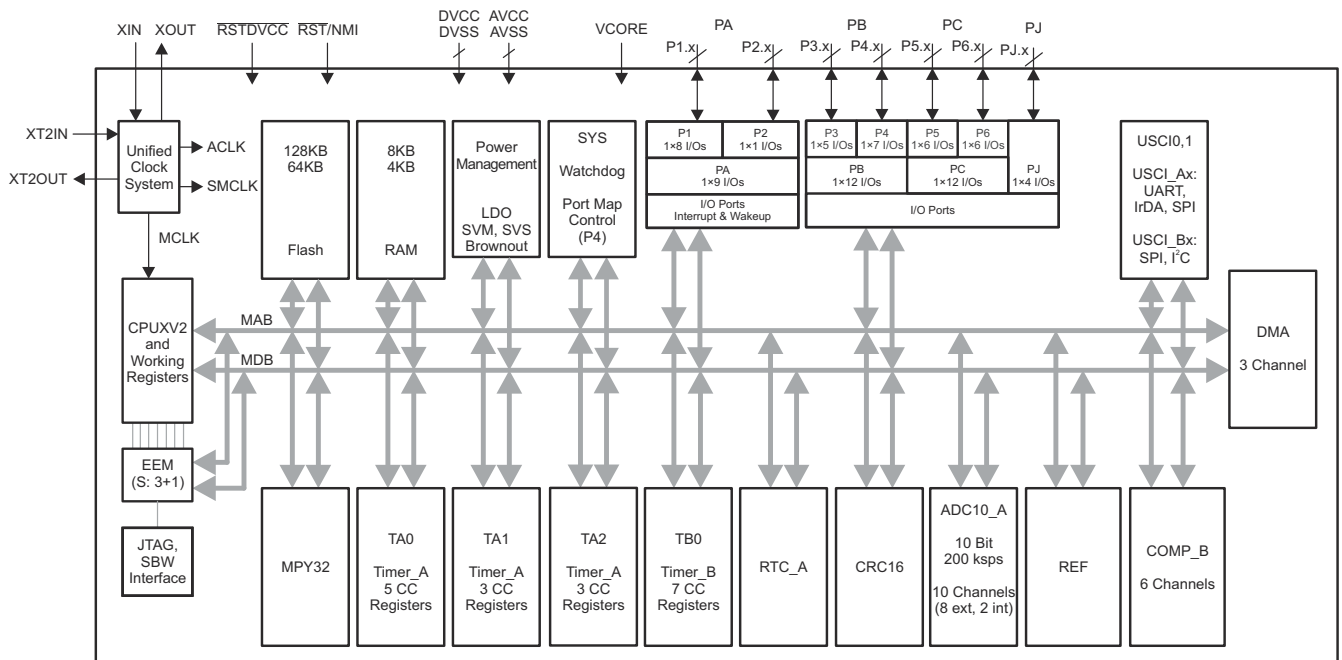 XIN
XOUT
RSTDVCC
RST/NMI
DVCC
DVSS
AVCC
AVSS
VCORE
PA
P1.x
P2.x
PB
P3.x
P4.x
PC
P5.x
P6.x
PJ
PJ.x
XT2IN
XT2OUT
Unified
Clock
System
ACLK
SMCLK
MCLK
128KB
64KB
Flash
8KB
4KB
RAM
Power
Management
LDO
SVM, SVS
Brownout
SYS
Watchdog
Port Map
Control
(P4)
P1
1×8 I/Os
P2
1×1 I/Os
PA
1×9 I/Os
I/O Ports
Interrupt & Wakeup
P3
1×5 I/Os
P4
1×7 I/Os
P5
1×6 I/Os
P6
1×6 I/Os
PB
1×12 I/Os
PC
1×12 I/Os
PJ
1×4 I/Os
I/O Ports
USCI0,1
USCI_Ax:
UART,
IrDA, SPI
USCI_Bx:
SPI, I²C
CPUXV2
and
Working
Registers
MAB
MDB
DMA
3 Channel
EEM
(S: 3+1)
JTAG,
SBW
Interface
MPY32
TA0
Timer_A
5 CC
Registers
TA1
Timer_A
3 CC
Registers
TA2
Timer_A
3 CC
Registers
TB0
Timer_B
7 CC
Registers
RTC_A
CRC16
ADC10_A
10 Bit
200 ksps
10 Channels
(8 ext, 2 int)
REF
COMP_B
6 Channels